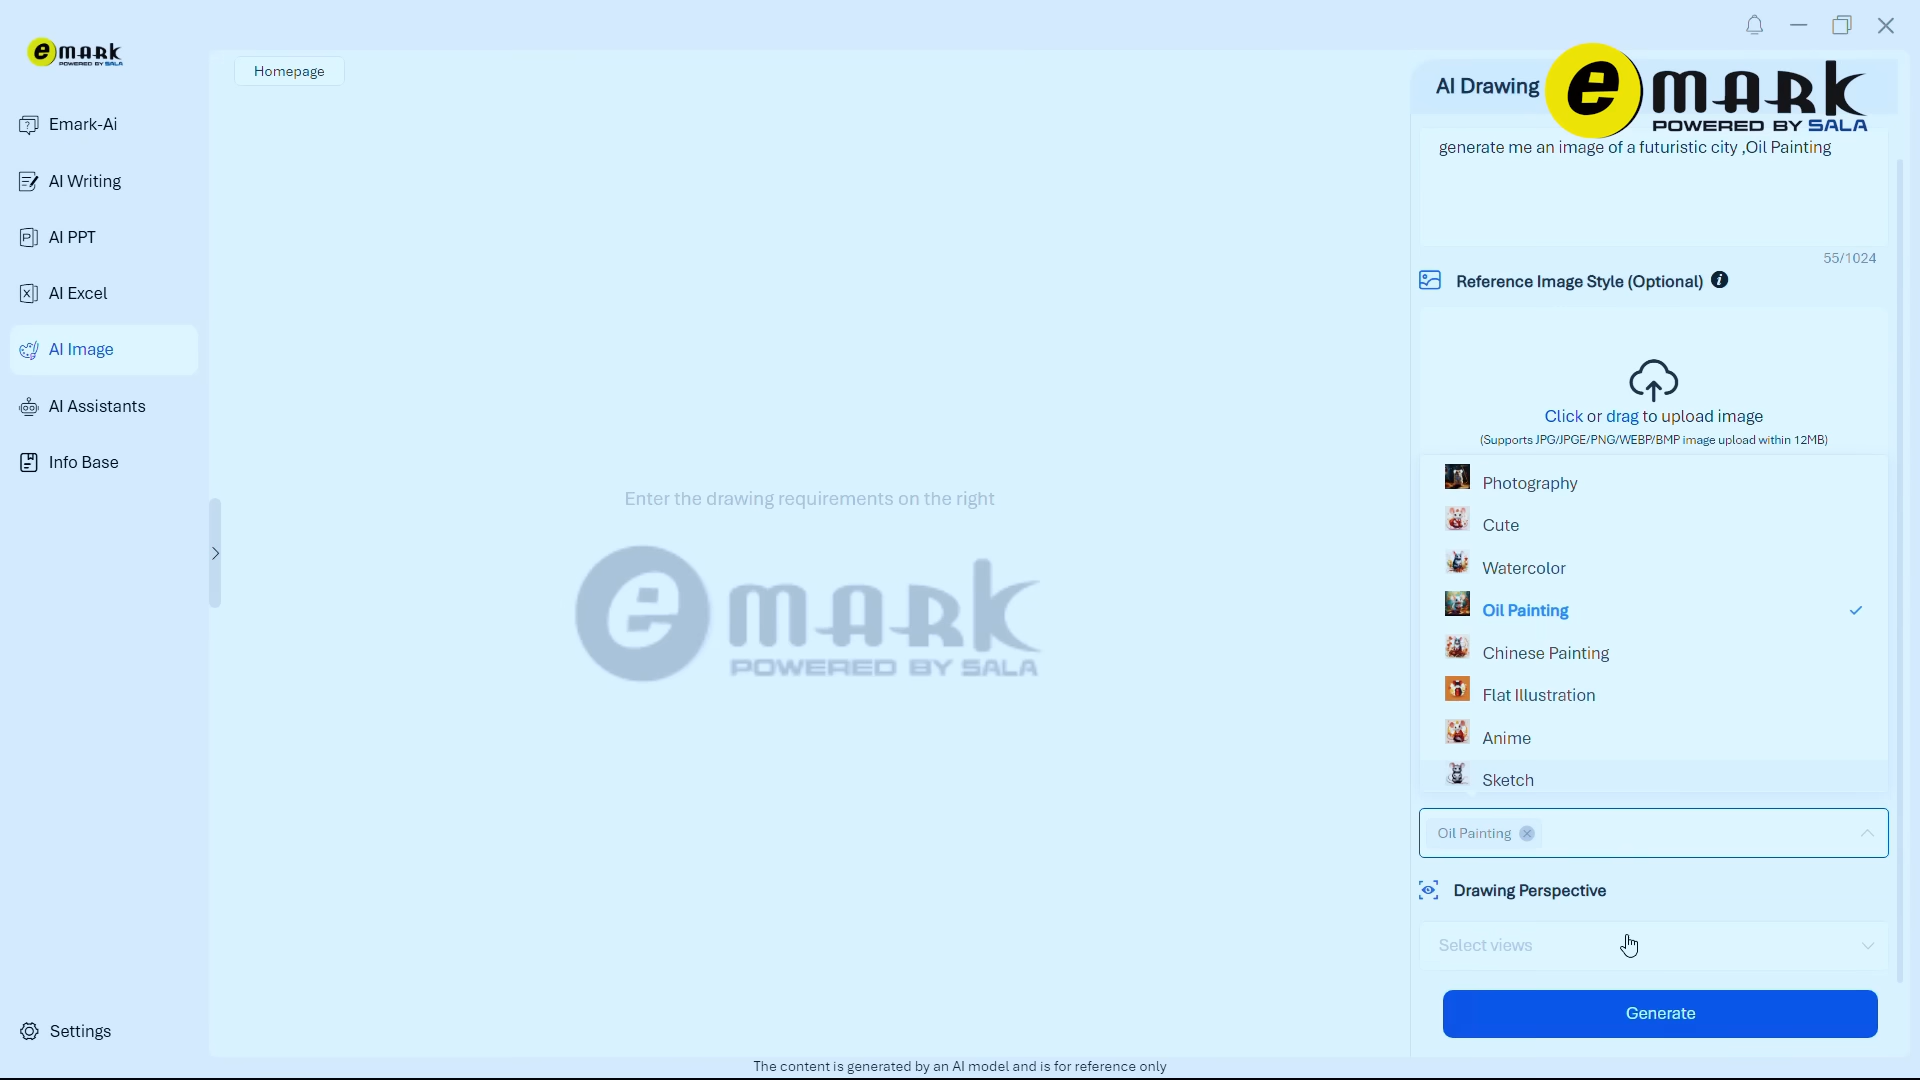 emark
POWERED BY SALA
Emark-Ai
AI Writing
AI PPT
AI Excel
AI Image
AI Assistants
Info Base
Settings
Homepage
Enter the drawing requirements on the right
emark
POWERED BY SALA
AI Drawing
emark
POWERED BY SALA
generate me an image of a futuristic city ,Oil Painting
55/1024
Reference Image Style (Optional)
Click or drag to upload image
(Supports JPG/JPGE/PNG/WEBP/BMP image upload within 12MB)
Photography
Cute
Watercolor
Oil Painting
Chinese Painting
Flat Illustration
Anime
Sketch
Oil Painting
Drawing Perspective
Select views
Generate
The content is generated by an AI model and is for reference only